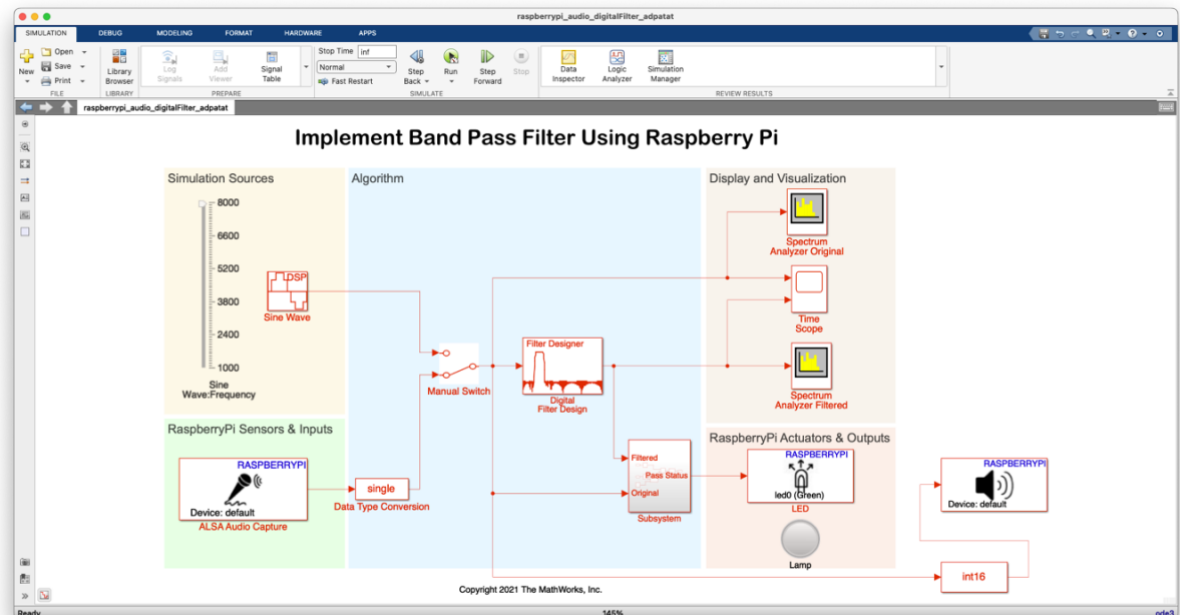 raspberrypi_audio_digitalFilter_adpatat
SIMULATION DEBUG MODELING FORMAT HARDWARE APPS
New
Open
Save
Print
FILE
Library Browser
LIBRARY
Log Signals
Add Viewer
Signal Table
PREPARE
Stop Time inf
Normal
Fast Restart
Step Back
Run
Step Forward
Stop
SIMULATE
Data Inspector
Logic Analyzer
Simulation Manager
REVIEW RESULTS
raspberrypi_audio_digitalFilter_adpatat
Implement Band Pass Filter Using Raspberry Pi
Simulation Sources
8000
6600
5200
3800
2400
1000
Sine
Wave:Frequency
DSP
Sine Wave
RaspberryPi Sensors & Inputs
RASPBERRYPI
Device: default
ALSA Audio Capture
Algorithm
single
Data Type Conversion
Manual Switch
Filter Designer
Digital
Filter Design
Filtered
Pass Status
Original
Subsystem
Display and Visualization
Spectrum
Analyzer Original
Time
Scope
Spectrum
Analyzer Filtered
RaspberryPi Actuators & Outputs
RASPBERRYPI
led0 (Green)
LED
Lamp
RASPBERRYPI
Device: default
int16
Copyright 2021 The MathWorks, Inc.
Ready
145%
ode3